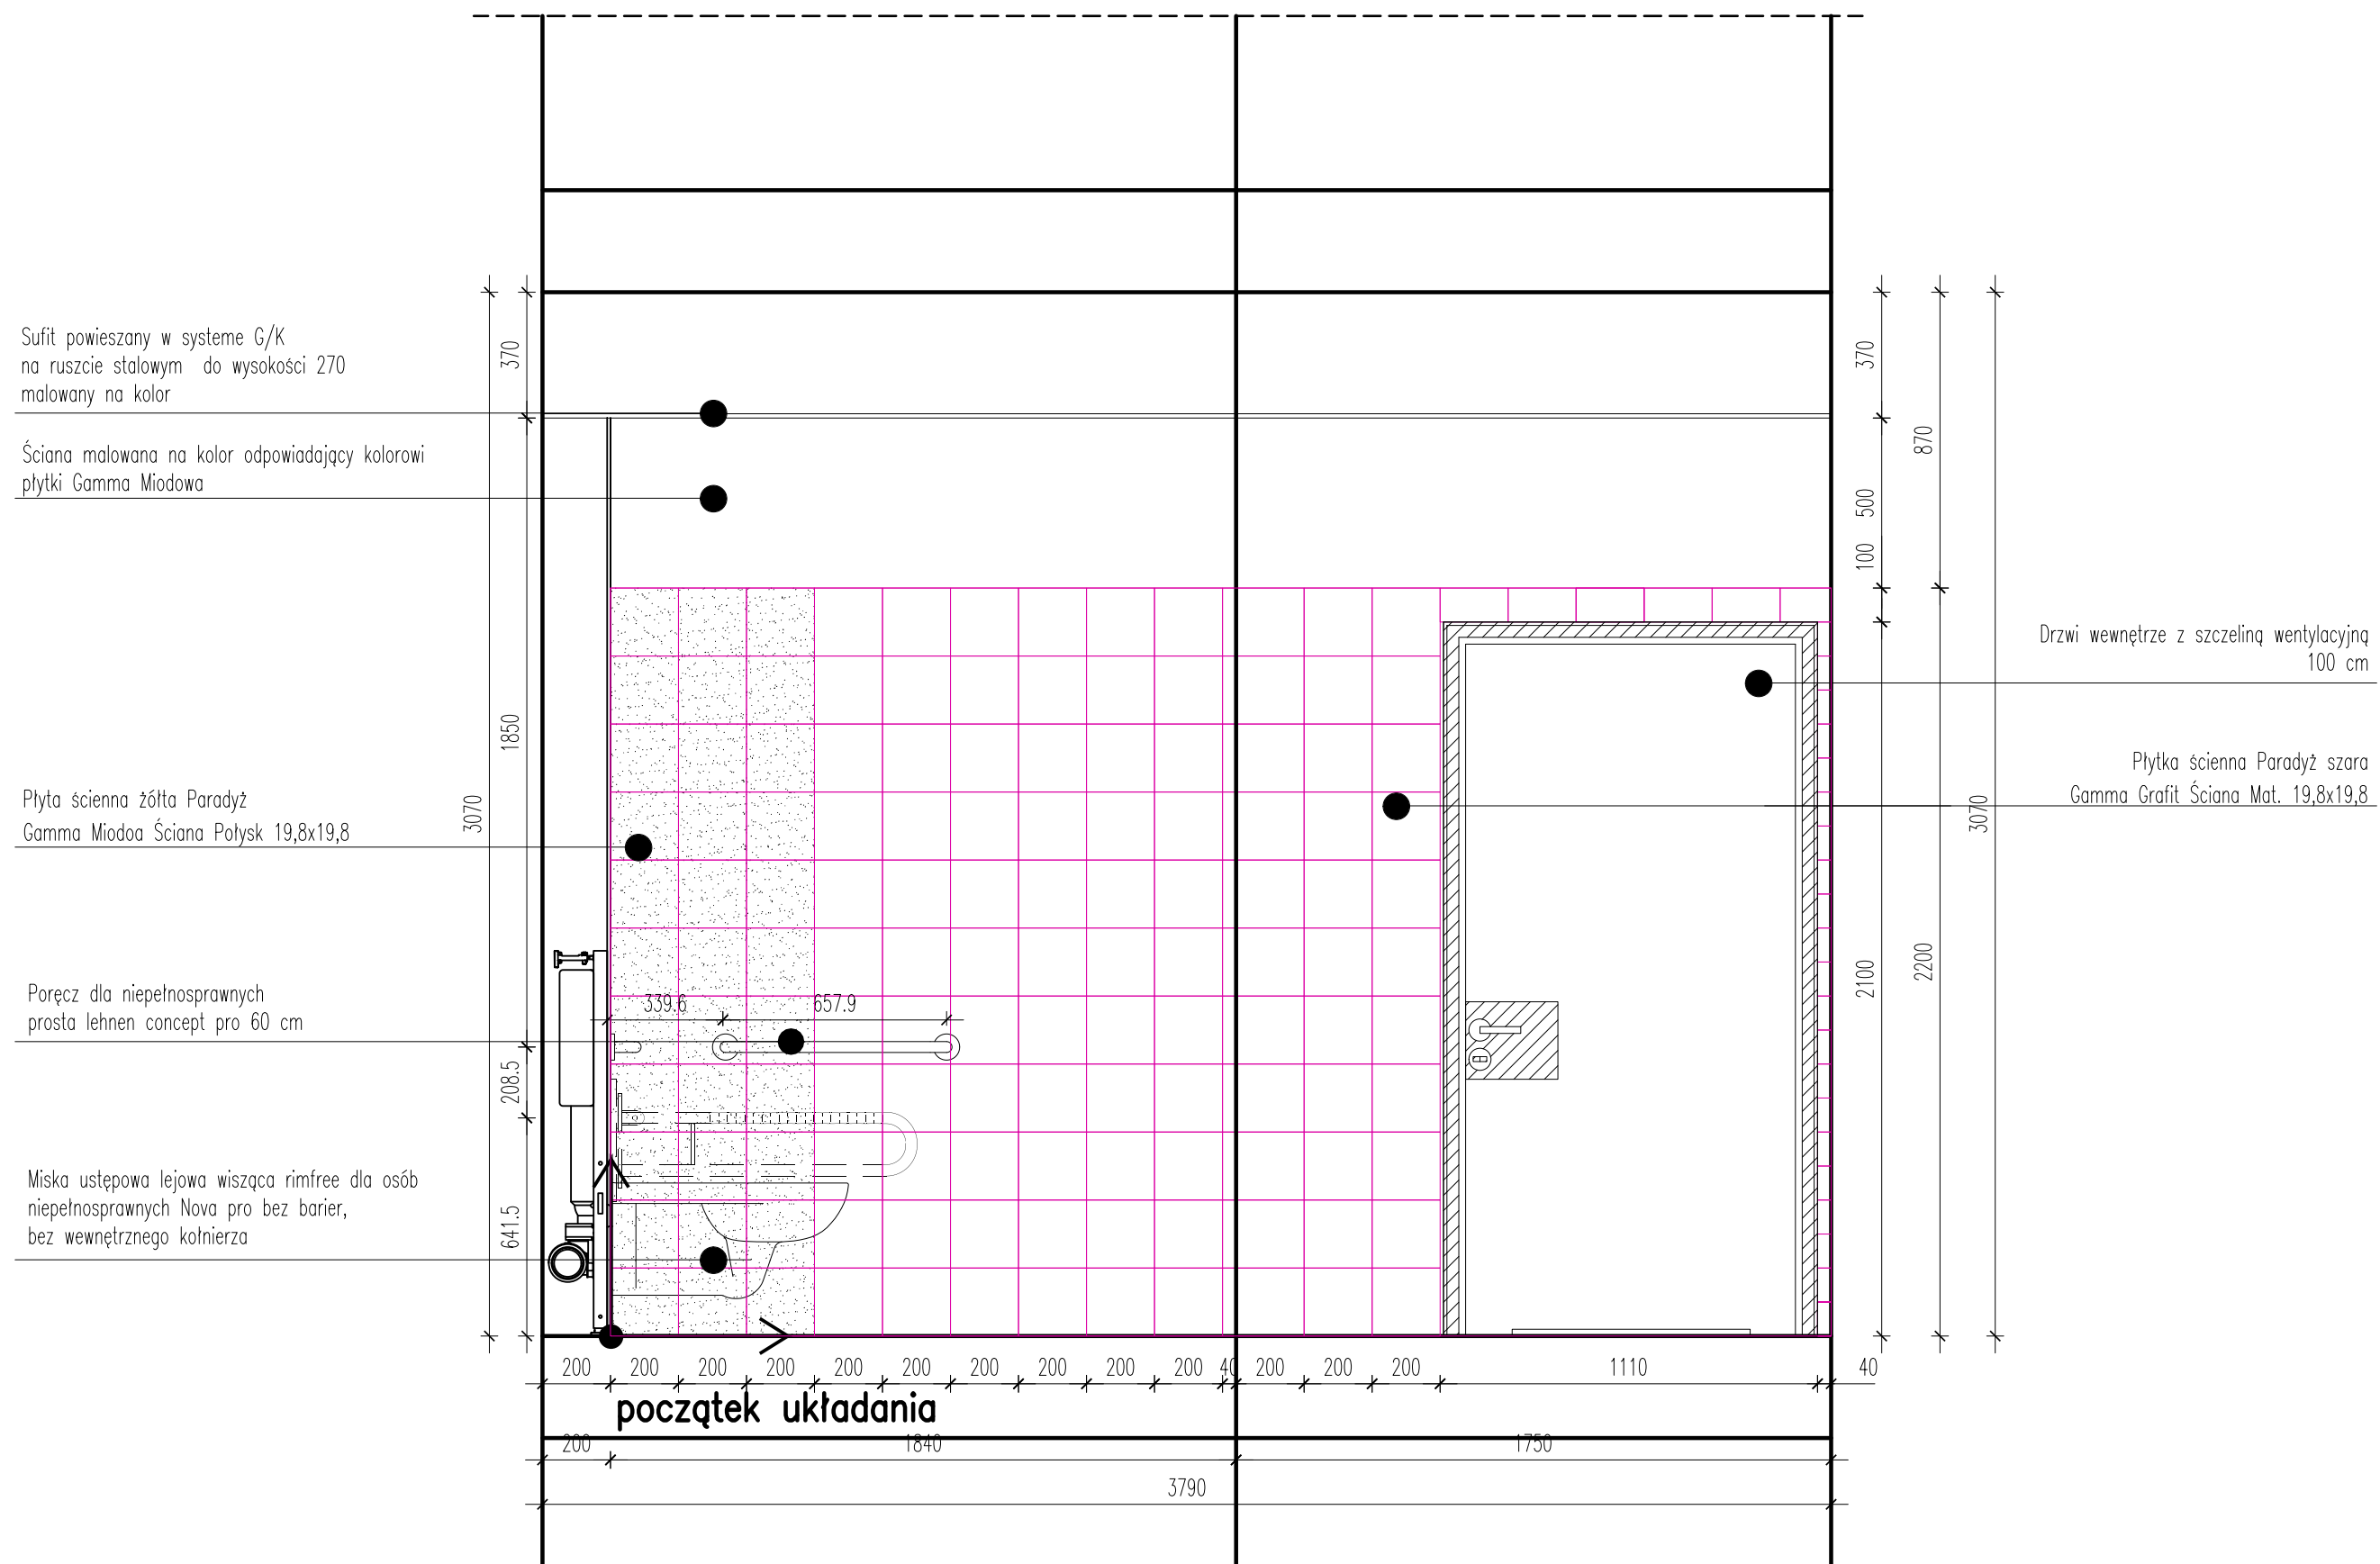 Sufit powieszany w systeme G/K
na ruszcie stalowym do wysokości 270
malowany na kolor
Ściana malowana na kolor odpowiadający kolorowi
płytki Gamma Miodowa
Płyta ścienna żółta Paradyż
Gamma Miodoa Ściana Połysk 19,8x19,8
Poręcz dla niepełnosprawnych
prosta lehnen concept pro 60 cm
Miska ustępowa lejowa wisząca rimfree dla osób
niepełnosprawnych Nova pro bez barier,
bez wewnętrznego kołnierza
3070
370
1850
208.5
641.5
339.6 657.9
370
500
100
2100
870
2200
3070
Drzwi wewnętrze z szczeliną wentylacyjną
100 cm
Płytka ścienna Paradyż szara
Gamma Grafit Ściana Mat. 19,8x19,8
200 200 200 200 200 200 200 200 200 200 40 200 200 200 1110 40
początek układania
200 1840 1750
3790